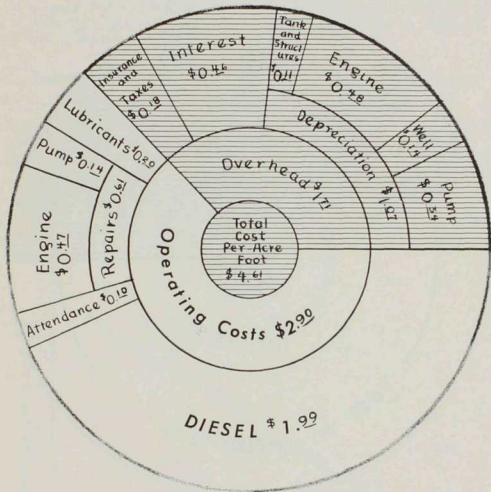 Total
Cost
Per-Acre
Foot
$4.61
Overhead $1.71
Operating Costs $2.90
Insurance
and
Taxes
$0.18
Interest
$0.46
Tank
and
Struct
ures
$0.11
Engine
$0.48
Well
$0.14
Pump
$0.34
Depreciation $1.07
Lubricants $0.20
Pump $0.14
Engine
$0.47
Repairs $0.61
Attendance $0.10
DIESEL $1.99